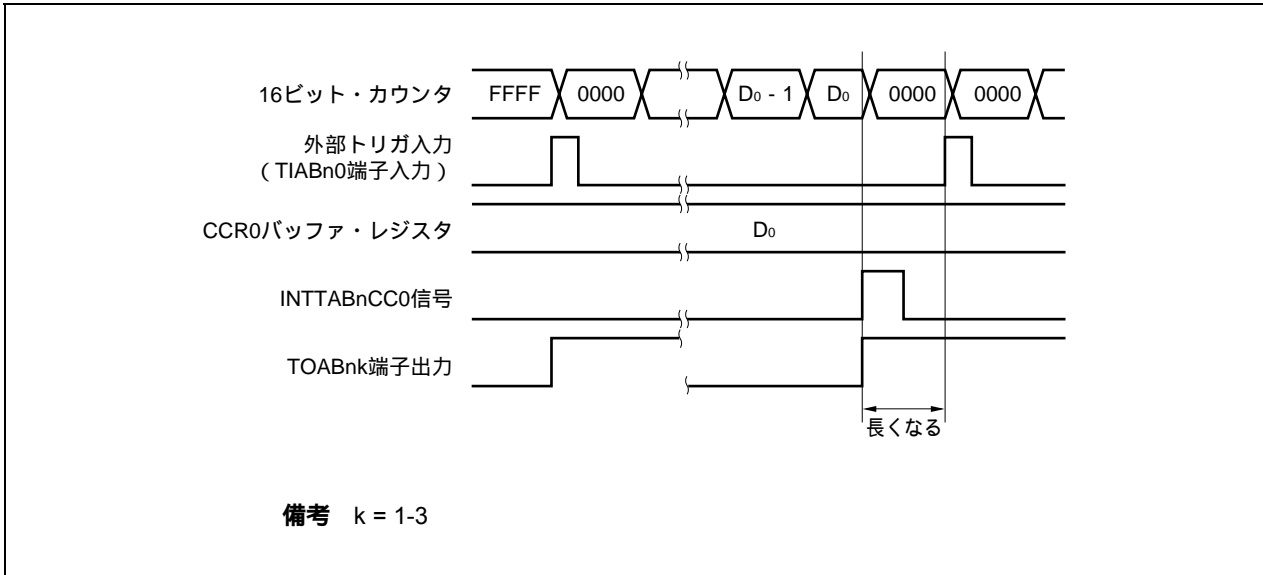 16ビット・カウンタ FFFF 0000 D0 - 1 D0 0000 0000
外部トリガ入力
(TIABn0端子入力)
CCR0バッファ・レジスタ D0
INTTABnCC0信号
TOABnk端子出力
長くなる
備考 k = 1-3